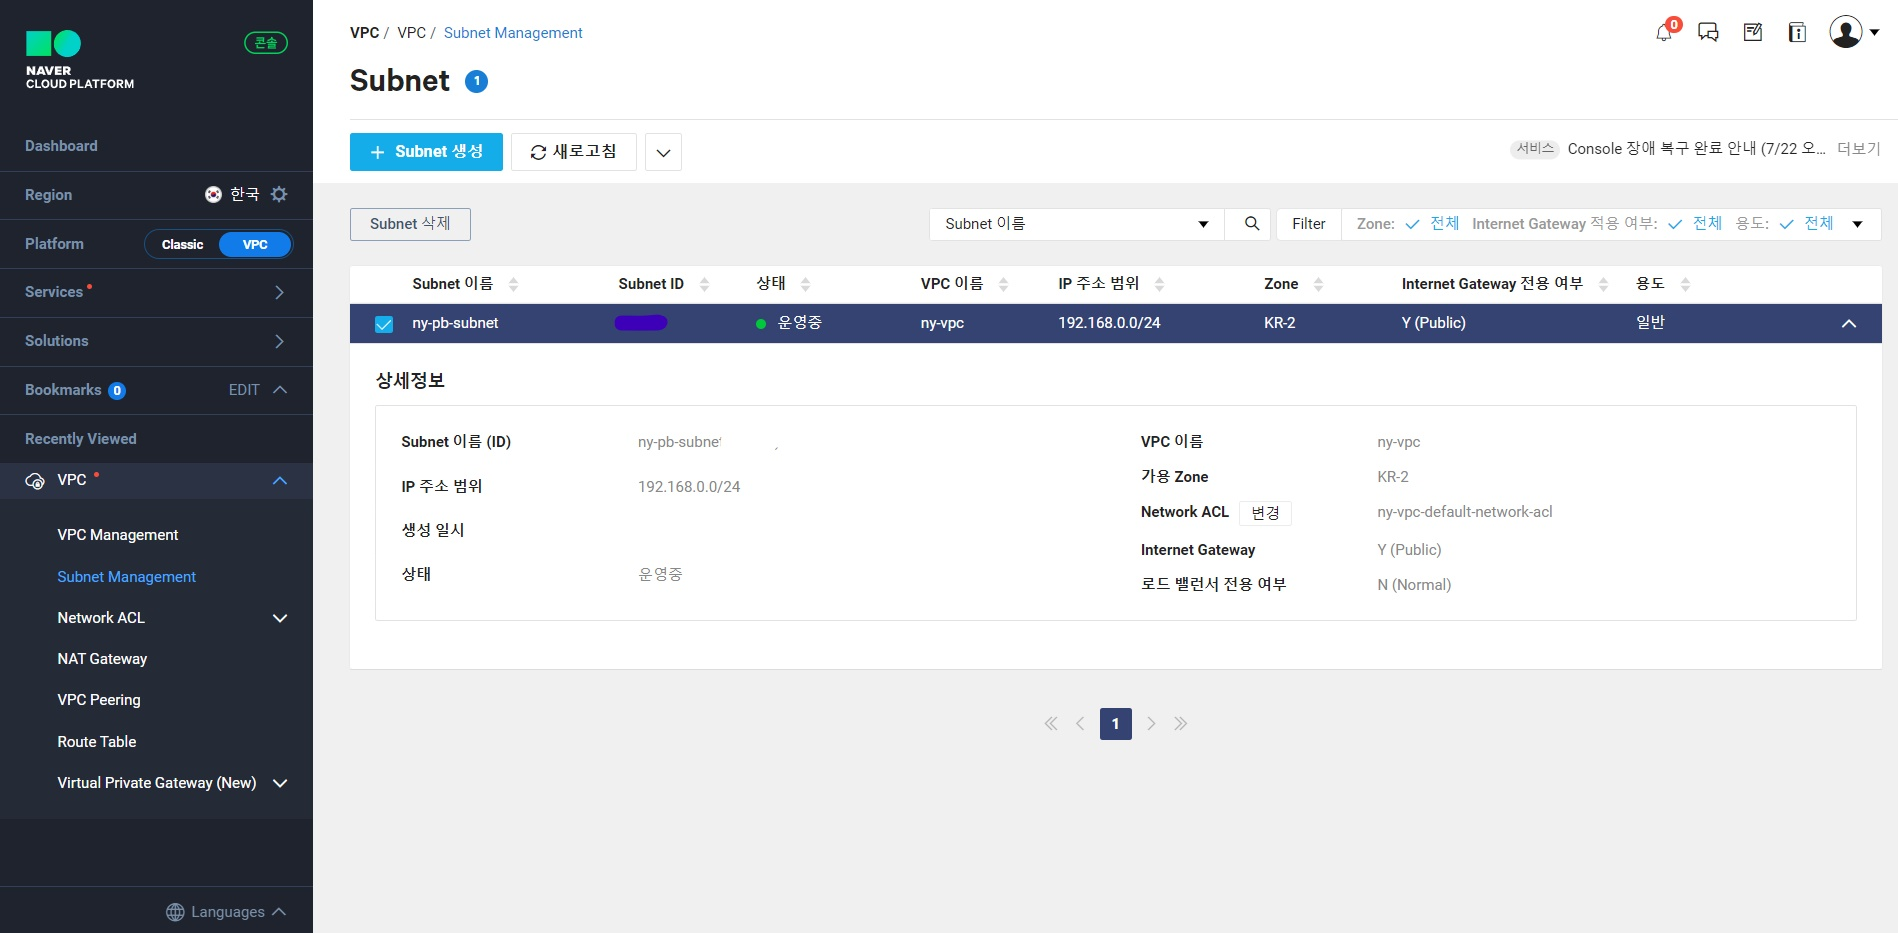 콘솔
NAVER
CLOUD PLATFORM
Dashboard
Region 한국
Platform Classic VPC
Services
Solutions
Bookmarks 0 EDIT
Recently Viewed
VPC
VPC Management
Subnet Management
Network ACL
NAT Gateway
VPC Peering
Route Table
Virtual Private Gateway (New)
Languages
VPC / VPC / Subnet Management
0
Subnet 1
+ Subnet 생성 새로고침
서비스 Console 장애 복구 완료 안내 (7/22 오... 더보기
Subnet 삭제 Subnet 이름 Filter Zone: 전체 Internet Gateway 적용 여부: 전체 용도: 전체
Subnet 이름 Subnet ID 상태 VPC 이름 IP 주소 범위 Zone Internet Gateway 전용 여부 용도
ny-pb-subnet 운영중 ny-vpc 192.168.0.0/24 KR-2 Y (Public) 일반
상세정보
Subnet 이름 (ID) ny-pb-subnet
IP 주소 범위 192.168.0.0/24
생성 일시
상태 운영중
VPC 이름 ny-vpc
가용 Zone KR-2
Network ACL 변경 ny-vpc-default-network-acl
Internet Gateway Y (Public)
로드 밸런서 전용 여부 N (Normal)
1